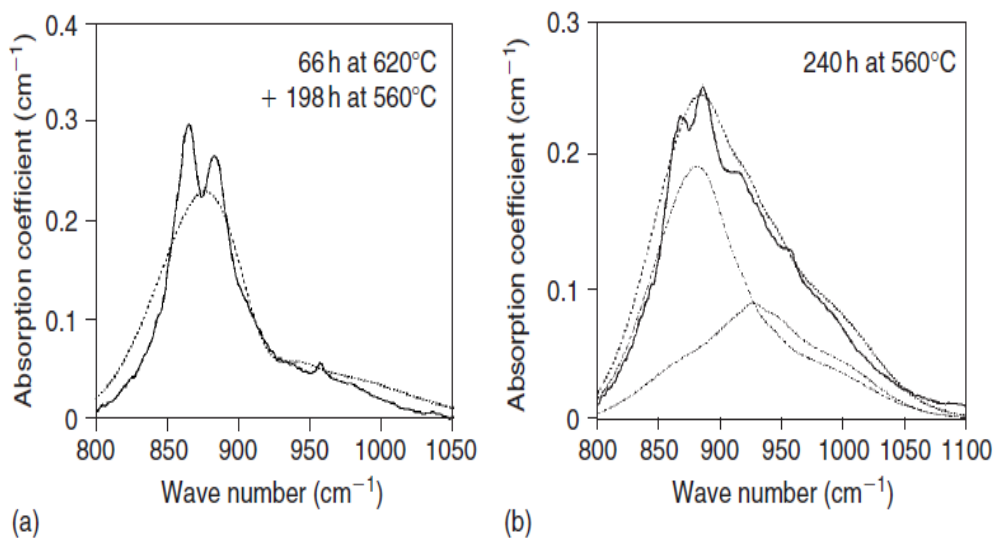 0.4
0.3
0.2
0.1
0
Absorption coefficient (cm−1)
66 h at 620°C
+ 198 h at 560°C
800 850 900 950 1000 1050
Wave number (cm−1)
(a)
0.3
0.2
0.1
0
Absorption coefficient (cm−1)
240 h at 560°C
800 850 900 950 1000 1050 1100
Wave number (cm−1)
(b)